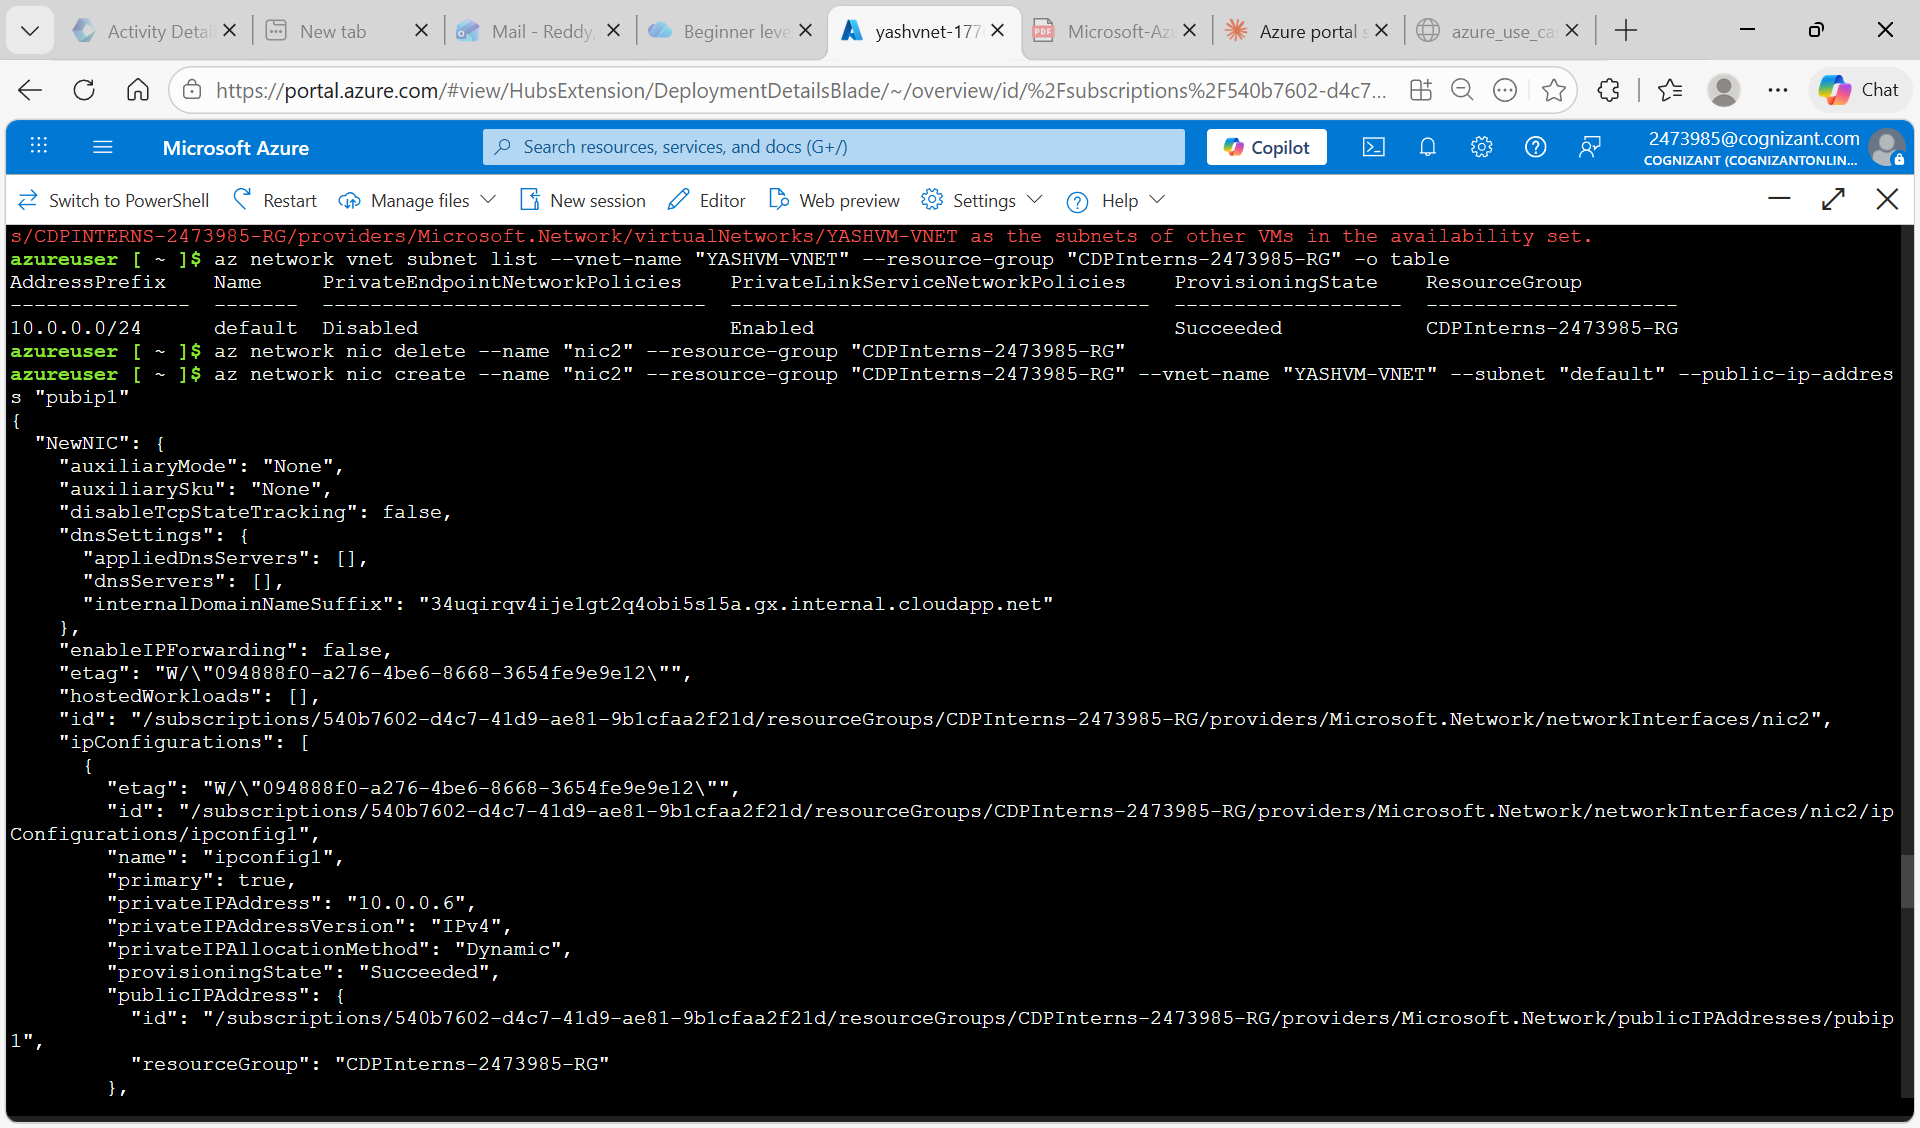 Activity Detai
New tab
Mail - Reddy,
Beginner leve
yashvnet-177
Microsoft-Az
Azure portal s
azure_use_ca
https://portal.azure.com/#view/HubsExtension/DeploymentDetailsBlade/~/overview/id/%2Fsubscriptions%2F540b7602-d4c7...
Chat
Microsoft Azure
Search resources, services, and docs (G+/)
Copilot
2473985@cognizant.com
COGNIZANT (COGNIZANTONLIN...
Switch to PowerShell
Restart
Manage files
New session
Editor
Web preview
Settings
Help
s/CDPINTERNS-2473985-RG/providers/Microsoft.Network/virtualNetworks/YASHVM-VNET as the subnets of other VMs in the availability set.
azureuser [ ~ ]$ az network vnet subnet list --vnet-name "YASHVM-VNET" --resource-group "CDPInterns-2473985-RG" -o table
AddressPrefix    Name     PrivateEndpointNetworkPolicies    PrivateLinkServiceNetworkPolicies    ProvisioningState    ResourceGroup
---------------  -------  --------------------------------  -----------------------------------  -------------------  ---------------------
10.0.0.0/24      default  Disabled                          Enabled                              Succeeded            CDPInterns-2473985-RG
azureuser [ ~ ]$ az network nic delete --name "nic2" --resource-group "CDPInterns-2473985-RG"
azureuser [ ~ ]$ az network nic create --name "nic2" --resource-group "CDPInterns-2473985-RG" --vnet-name "YASHVM-VNET" --subnet "default" --public-ip-addres
s "pubip1"
{
  "NewNIC": {
    "auxiliaryMode": "None",
    "auxiliarySku": "None",
    "disableTcpStateTracking": false,
    "dnsSettings": {
      "appliedDnsServers": [],
      "dnsServers": [],
      "internalDomainNameSuffix": "34uqirqv4ije1gt2q4obi5s15a.gx.internal.cloudapp.net"
    },
    "enableIPForwarding": false,
    "etag": "W/\"094888f0-a276-4be6-8668-3654fe9e9e12\"",
    "hostedWorkloads": [],
    "id": "/subscriptions/540b7602-d4c7-41d9-ae81-9b1cfaa2f21d/resourceGroups/CDPInterns-2473985-RG/providers/Microsoft.Network/networkInterfaces/nic2",
    "ipConfigurations": [
      {
        "etag": "W/\"094888f0-a276-4be6-8668-3654fe9e9e12\"",
        "id": "/subscriptions/540b7602-d4c7-41d9-ae81-9b1cfaa2f21d/resourceGroups/CDPInterns-2473985-RG/providers/Microsoft.Network/networkInterfaces/nic2/ip
Configurations/ipconfig1",
        "name": "ipconfig1",
        "primary": true,
        "privateIPAddress": "10.0.0.6",
        "privateIPAddressVersion": "IPv4",
        "privateIPAllocationMethod": "Dynamic",
        "provisioningState": "Succeeded",
        "publicIPAddress": {
          "id": "/subscriptions/540b7602-d4c7-41d9-ae81-9b1cfaa2f21d/resourceGroups/CDPInterns-2473985-RG/providers/Microsoft.Network/publicIPAddresses/pubip
1",
          "resourceGroup": "CDPInterns-2473985-RG"
        },